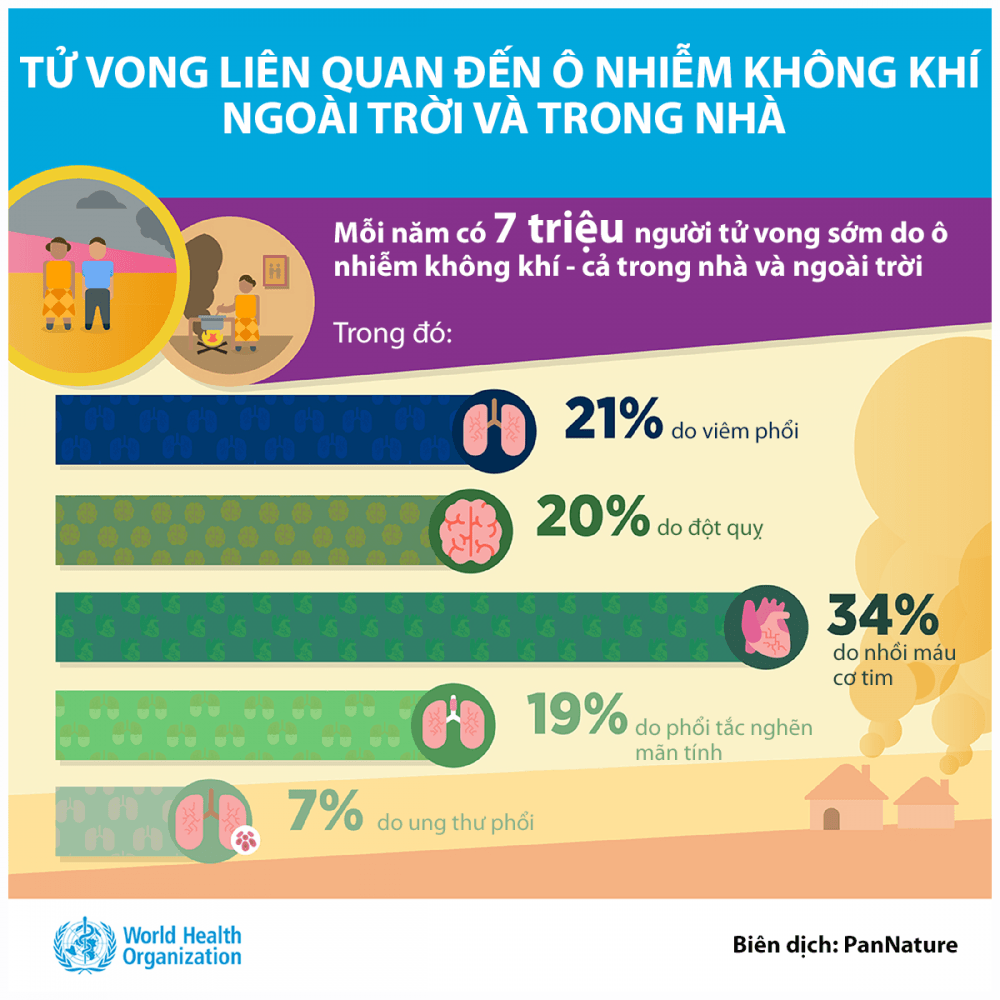 TỬ VONG LIÊN QUAN ĐẾN Ô NHIỄM KHÔNG KHÍ
NGOÀI TRỜI VÀ TRONG NHÀ
Mỗi năm có 7 triệu người tử vong sớm do ô
nhiễm không khí - cả trong nhà và ngoài trời
Trong đó:
21% do viêm phổi
20% do đột quỵ
34%
do nhồi máu
cơ tim
19% do phổi tắc nghẽn
mãn tính
7% do ung thư phổi
World Health
Organization
Biên dịch: PanNature